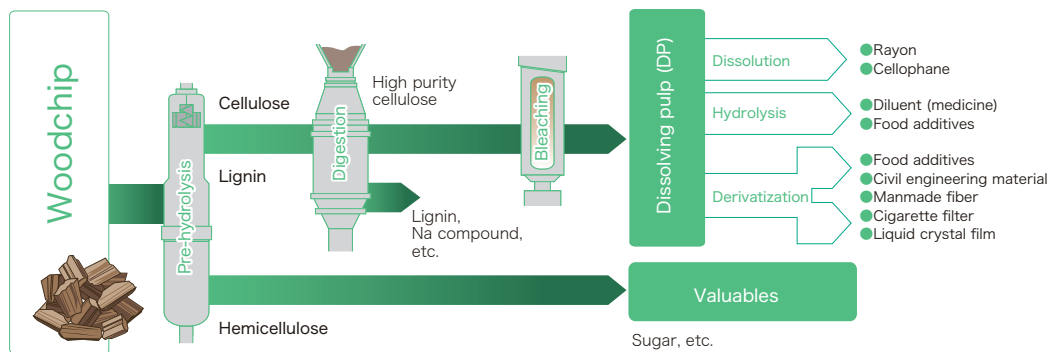 Woodchip
Pre-hydrolysis
Cellulose
Lignin
Hemicellulose
Digestion
High purity
cellulose
Lignin,
Na compound,
etc.
Bleaching
Dissolving pulp (DP)
Dissolution
Rayon
Cellophane
Hydrolysis
Diluent (medicine)
Food additives
Derivatization
Food additives
Civil engineering material
Manmade fiber
Cigarette filter
Liquid crystal film
Valuables
Sugar, etc.